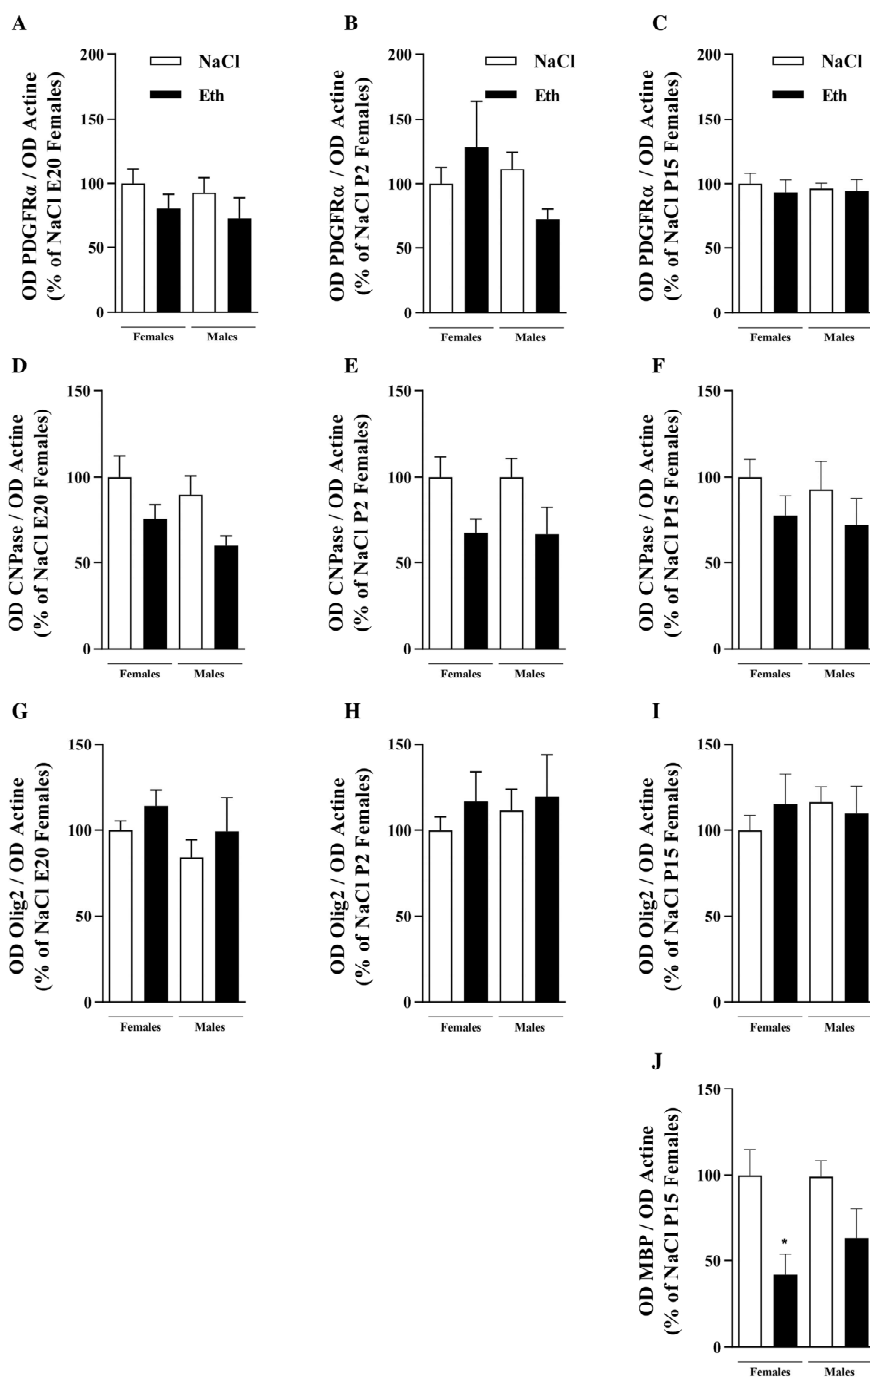 A
OD PDGFRα / OD Actine
(% of NaCl E20 Females)
200
150
100
50
0
NaCl
Eth
Females Males
B
OD PDGFRα / OD Actine
(% of NaCl P2 Females)
200
150
100
50
0
NaCl
Eth
Females Males
C
OD PDGFRα / OD Actine
(% of NaCl P15 Females)
200
150
100
50
0
NaCl
Eth
Females Males
D
OD CNPase / OD Actine
(% of NaCl E20 Females)
150
100
50
0
Females Males
E
OD CNPase / OD Actine
(% of NaCl P2 Females)
150
100
50
0
Females Males
F
OD CNPase / OD Actine
(% of NaCl P15 Females)
150
100
50
0
Females Males
G
OD Olig2 / OD Actine
(% of NaCl E20 Females)
150
100
50
0
Females Males
H
OD Olig2 / OD Actine
(% of NaCl P2 Females)
150
100
50
0
Females Males
I
OD Olig2 / OD Actine
(% of NaCl P15 Females)
150
100
50
0
Females Males
J
OD MBP / OD Actine
(% of NaCl P15 Females)
150
100
50
0
*
Females Males